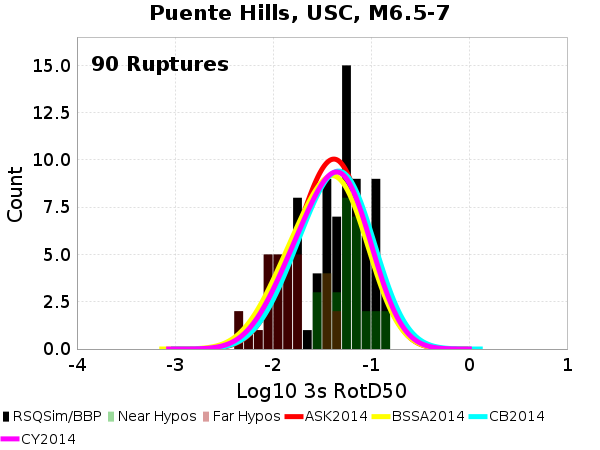 Puente Hills, USC, M6.5-7
90 Ruptures
Count
15.0
12.5
10.0
7.5
5.0
2.5
0.0
-4 -3 -2 -1 0 1
Log10 3s RotD50
RSQSim/BBP Near Hypos Far Hypos ASK2014 BSSA2014 CB2014
CY2014